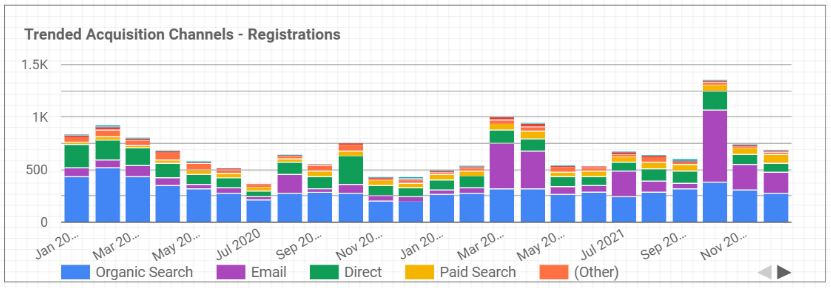 Trended Acquisition Channels - Registrations
1.5K
1K
500
0
Jan 20...
Mar 20...
May 20...
Jul 2020
Sep 20...
Nov 20...
Jan 20...
Mar 20...
May 20...
Jul 2021
Sep 20...
Nov 20...
Organic Search Email Direct Paid Search (Other)